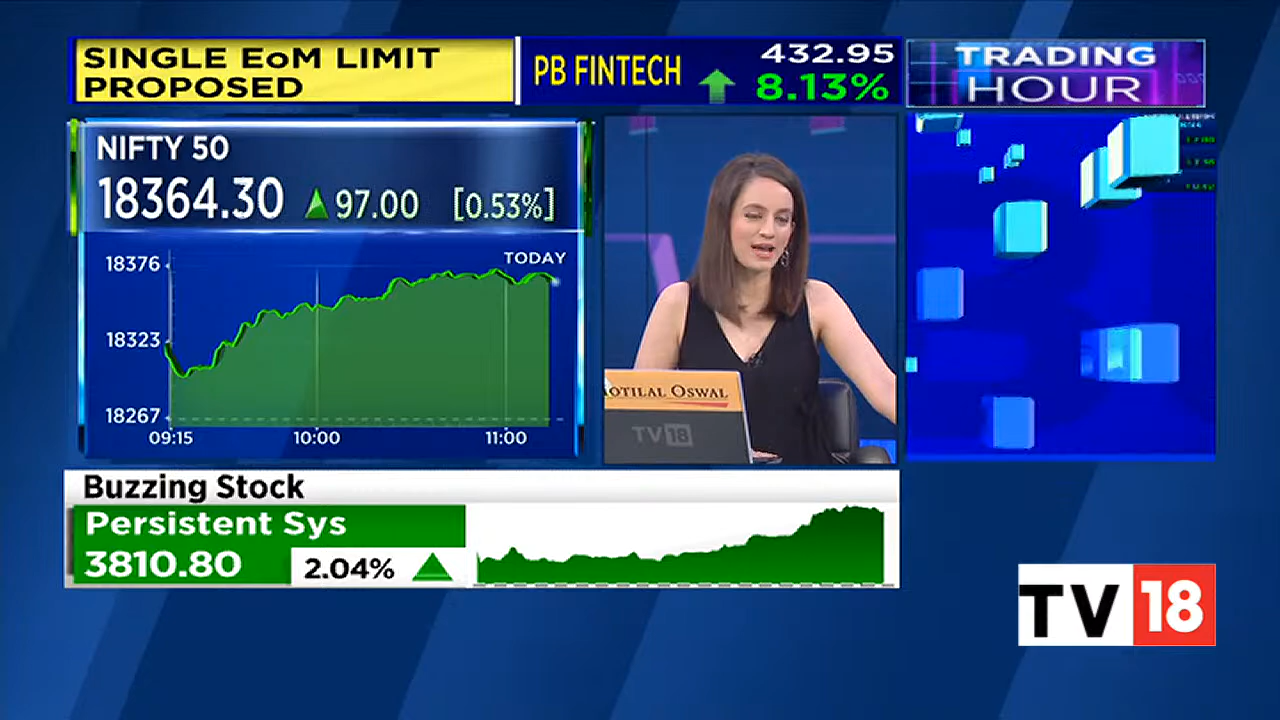 SINGLE EoM LIMIT
PROPOSED
PB FINTECH
432.95
8.13%
TRADING
HOUR
NIFTY 50
18364.30 97.00 [0.53%]
TODAY
18376
18323
18267
09:15 10:00 11:00
MOTILAL OSWAL
TV18
Buzzing Stock
Persistent Sys
3810.80 2.04%
TV18